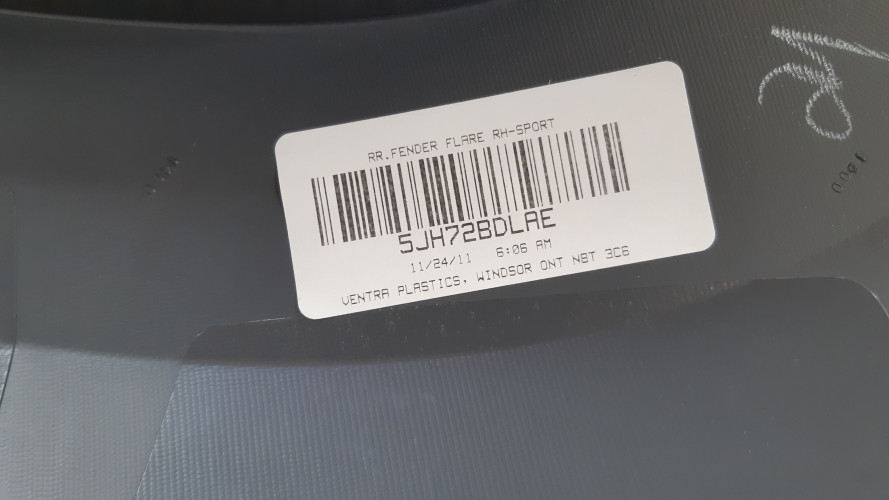 RR.FENDER FLARE RH-SPORT
5JH72BDLAE
11/24/11 6:06 AM
VENTRA PLASTICS, WINDSOR ONT N8T 3C6